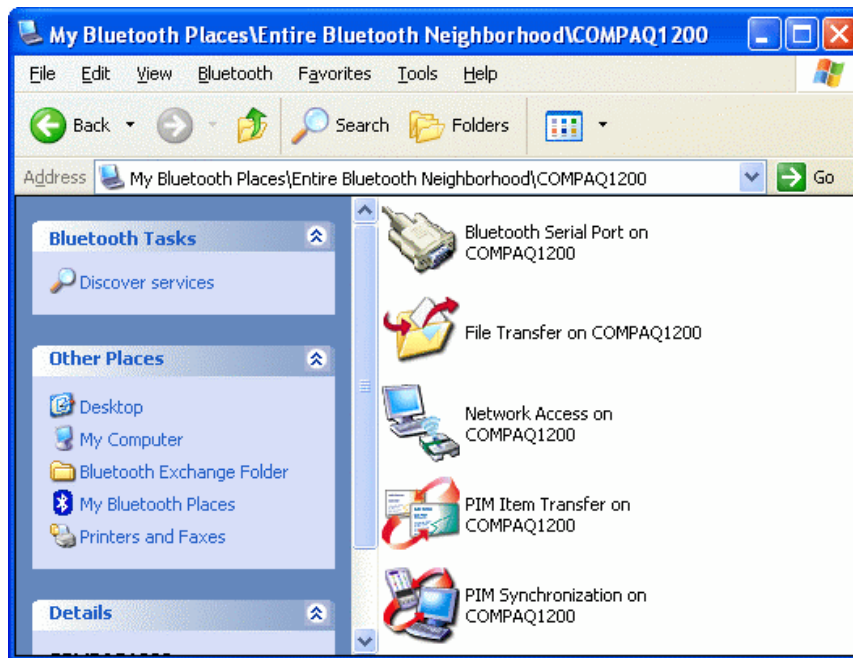 My Bluetooth Places\Entire Bluetooth Neighborhood\COMPAQ1200
File Edit View Bluetooth Favorites Tools Help
Back Search Folders
Address My Bluetooth Places\Entire Bluetooth Neighborhood\COMPAQ1200 Go
Bluetooth Tasks
Discover services
Other Places
Desktop
My Computer
Bluetooth Exchange Folder
My Bluetooth Places
Printers and Faxes
Details
Bluetooth Serial Port on
COMPAQ1200
File Transfer on COMPAQ1200
Network Access on
COMPAQ1200
PIM Item Transfer on
COMPAQ1200
PIM Synchronization on
COMPAQ1200